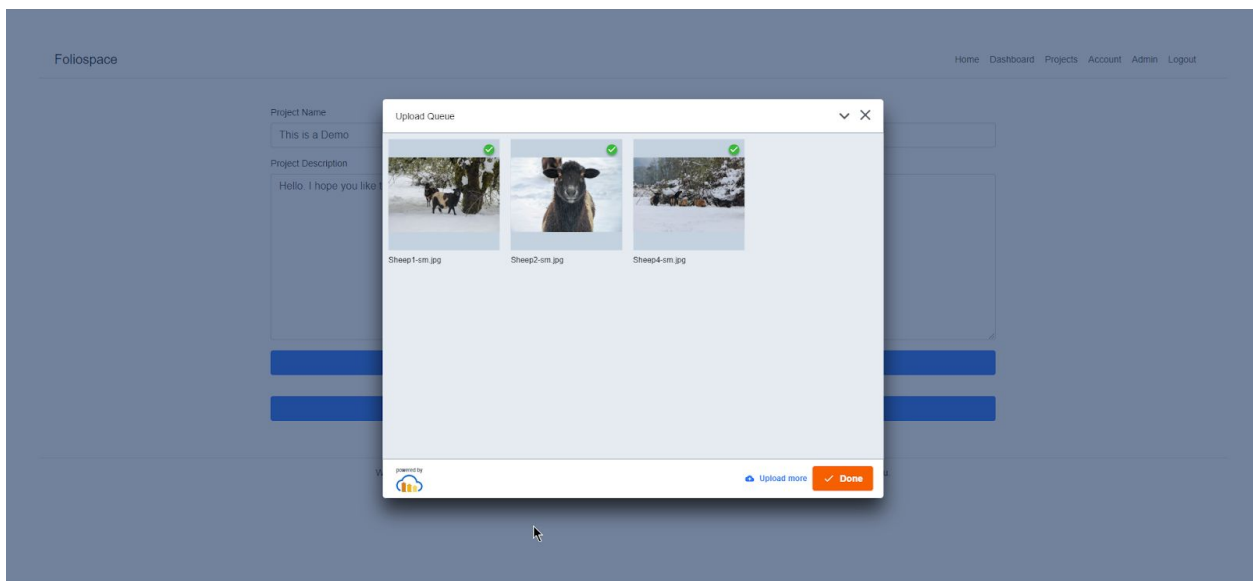 Foliospace
Home Dashboard Projects Account Admin Logout
Project Name
This is a Demo
Project Description
Hello. I hope you like t
Upload Queue
Sheep1-sm.jpg
Sheep2-sm.jpg
Sheep4-sm.jpg
powered by
Upload more
Done